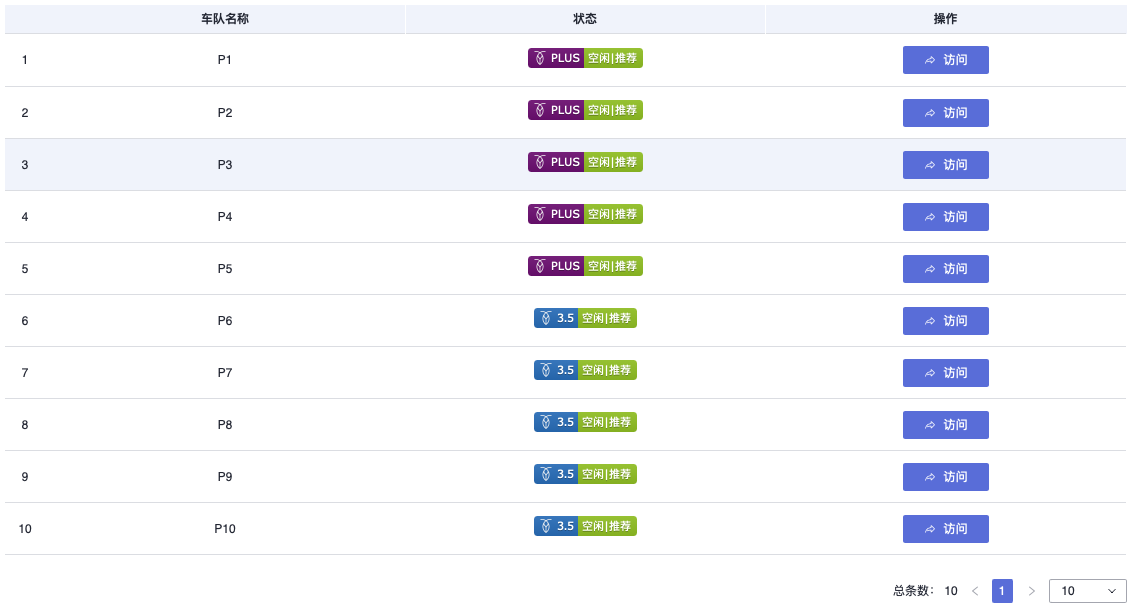 车队名称 状态 操作
1 P1 PLUS 空闲|推荐 访问
2 P2 PLUS 空闲|推荐 访问
3 P3 PLUS 空闲|推荐 访问
4 P4 PLUS 空闲|推荐 访问
5 P5 PLUS 空闲|推荐 访问
6 P6 3.5 空闲|推荐 访问
7 P7 3.5 空闲|推荐 访问
8 P8 3.5 空闲|推荐 访问
9 P9 3.5 空闲|推荐 访问
10 P10 3.5 空闲|推荐 访问
总条数: 10 < 1 > 10